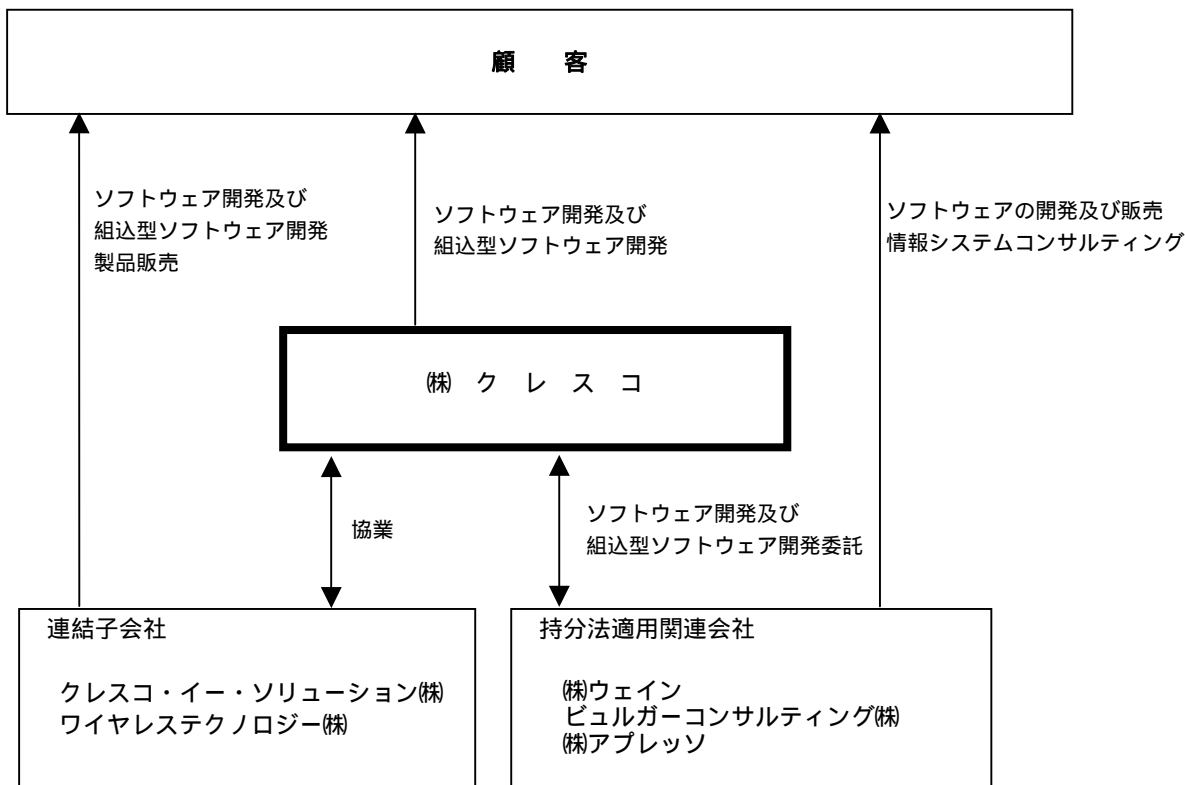 顧 客
ソフトウェア開発及び
組込型ソフトウェア開発
製品販売
ソフトウェア開発及び
組込型ソフトウェア開発
ソフトウェアの開発及び販売
情報システムコンサルティング
㈱ ク レ ス コ
協業
ソフトウェア開発及び
組込型ソフトウェア開発委託
連結子会社
クレスコ・イー・ソリューション㈱
ワイヤレステクノロジー㈱
持分法適用関連会社
㈱ウェイン
ビュルガーコンサルティング㈱
㈱アプレッソ